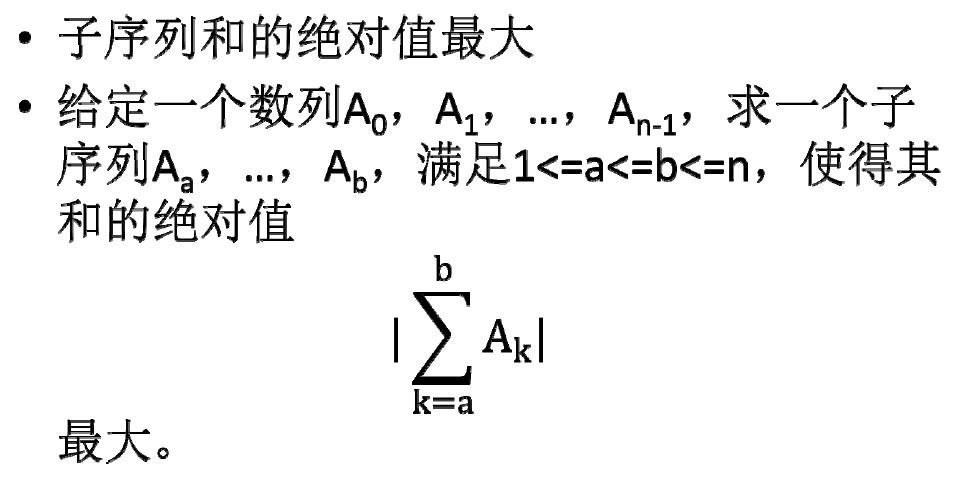 • 子序列和的绝对值最大
• 给定一个数列A₀，A₁，…，Aₙ₋₁，求一个子
序列Aₐ，…，A_b，满足1<=a<=b<=n，使得其
和的绝对值
b
|∑Aₖ|
k=a
最大。